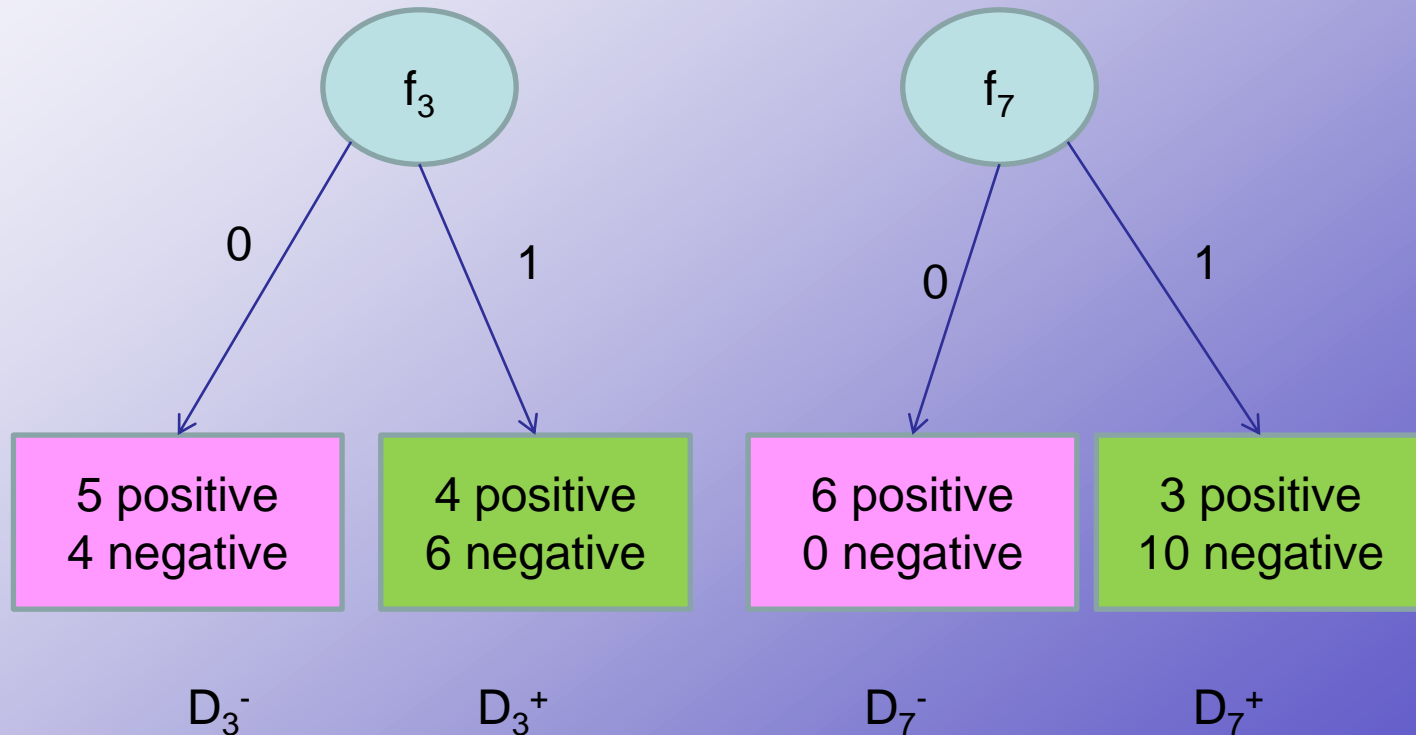 f₃
f₇
0
1
0
1
5 positive
4 negative
4 positive
6 negative
6 positive
0 negative
3 positive
10 negative
D₃⁻
D₃⁺
D₇⁻
D₇⁺